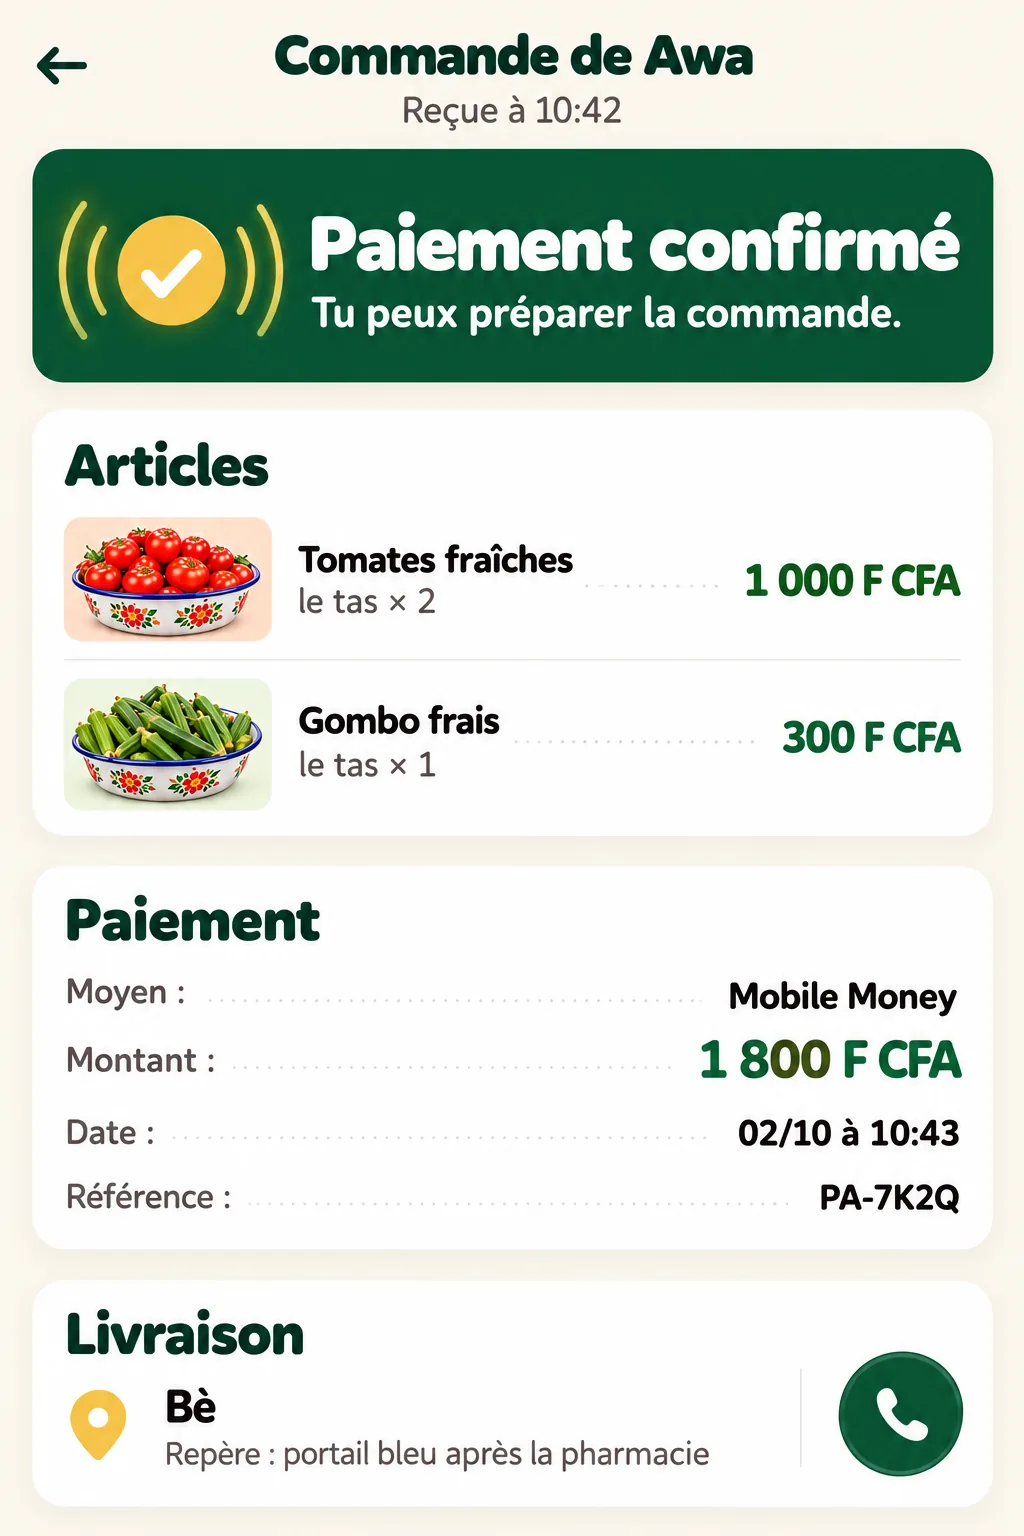 Commande de Awa
Reçue à 10:42
Paiement confirmé
Tu peux préparer la commande.
Articles
Tomates fraîches
le tas × 2
1 000 F CFA
Gombo frais
le tas × 1
300 F CFA
Paiement
Moyen : Mobile Money
Montant : 1 800 F CFA
Date : 02/10 à 10:43
Référence : PA-7K2Q
Livraison
Bè
Repère : portail bleu après la pharmacie